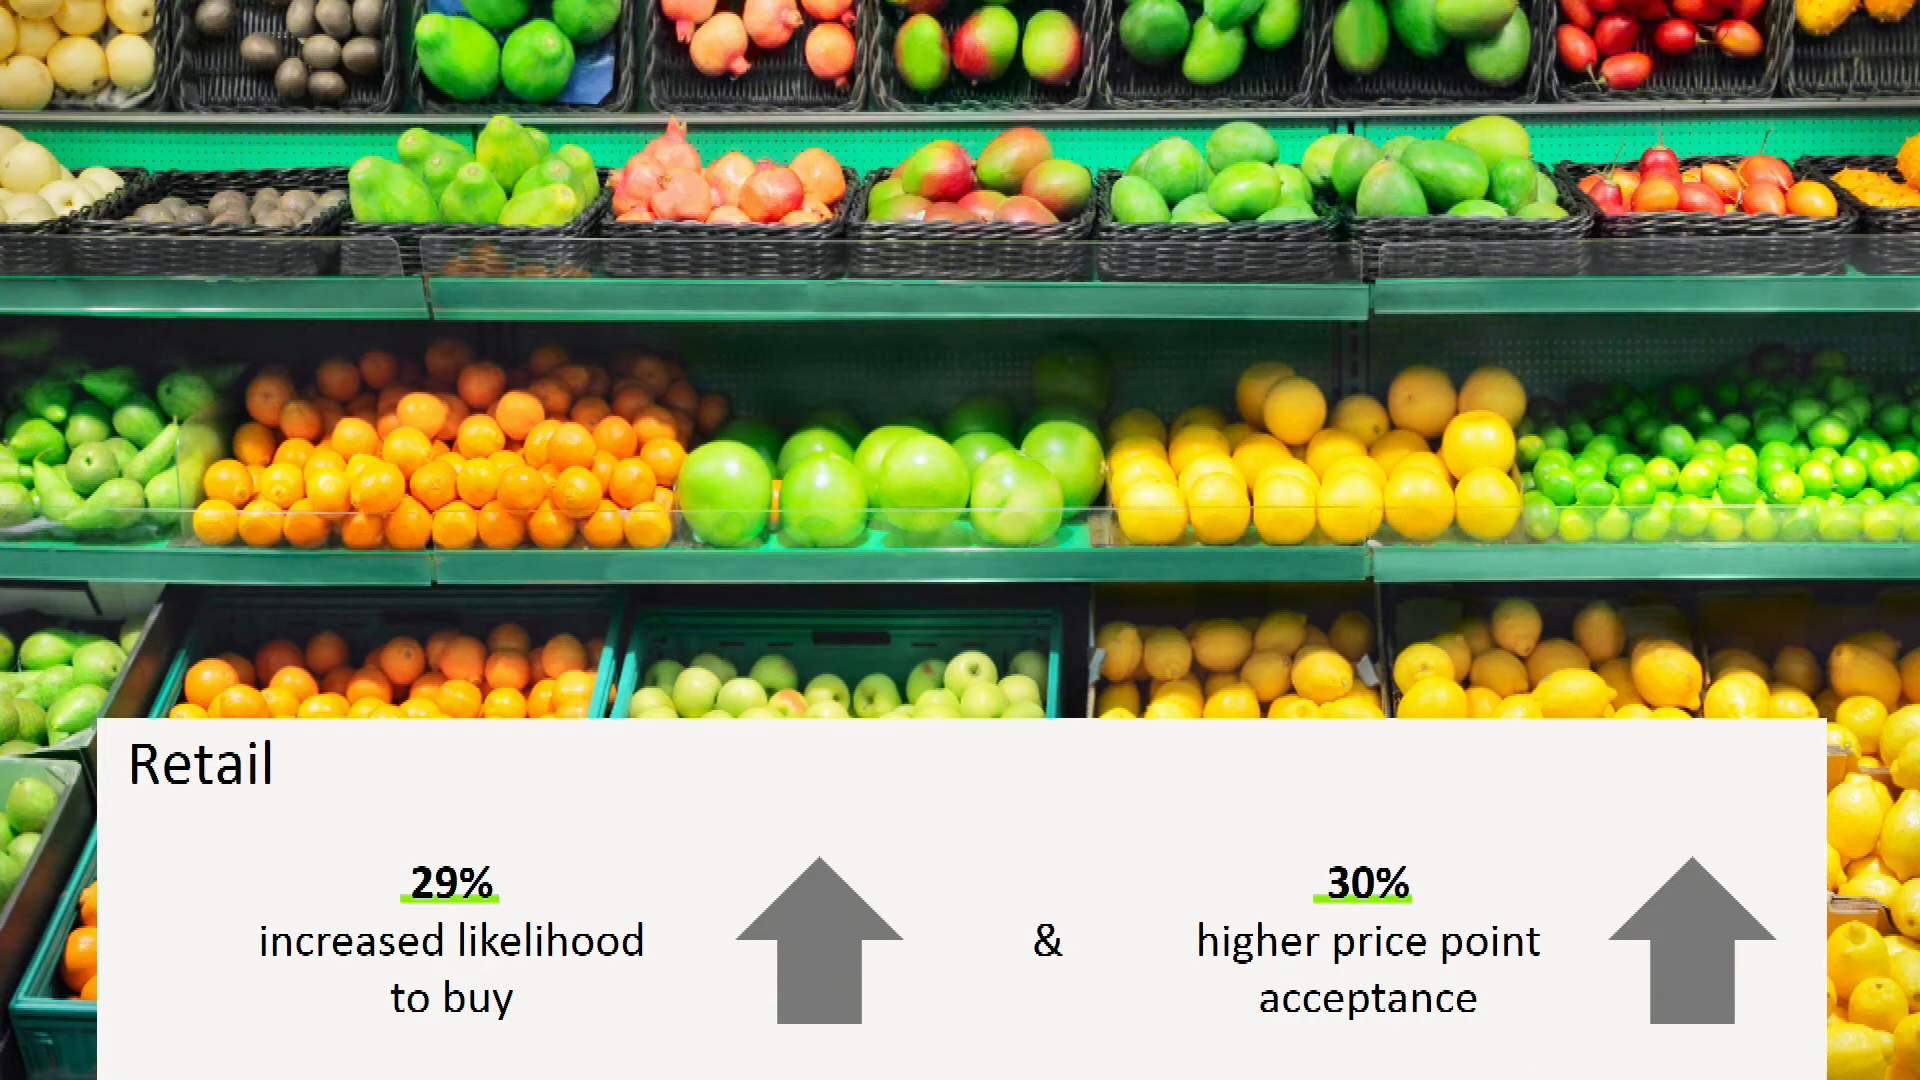 Retail
29%
increased likelihood
to buy
&
30%
higher price point
acceptance